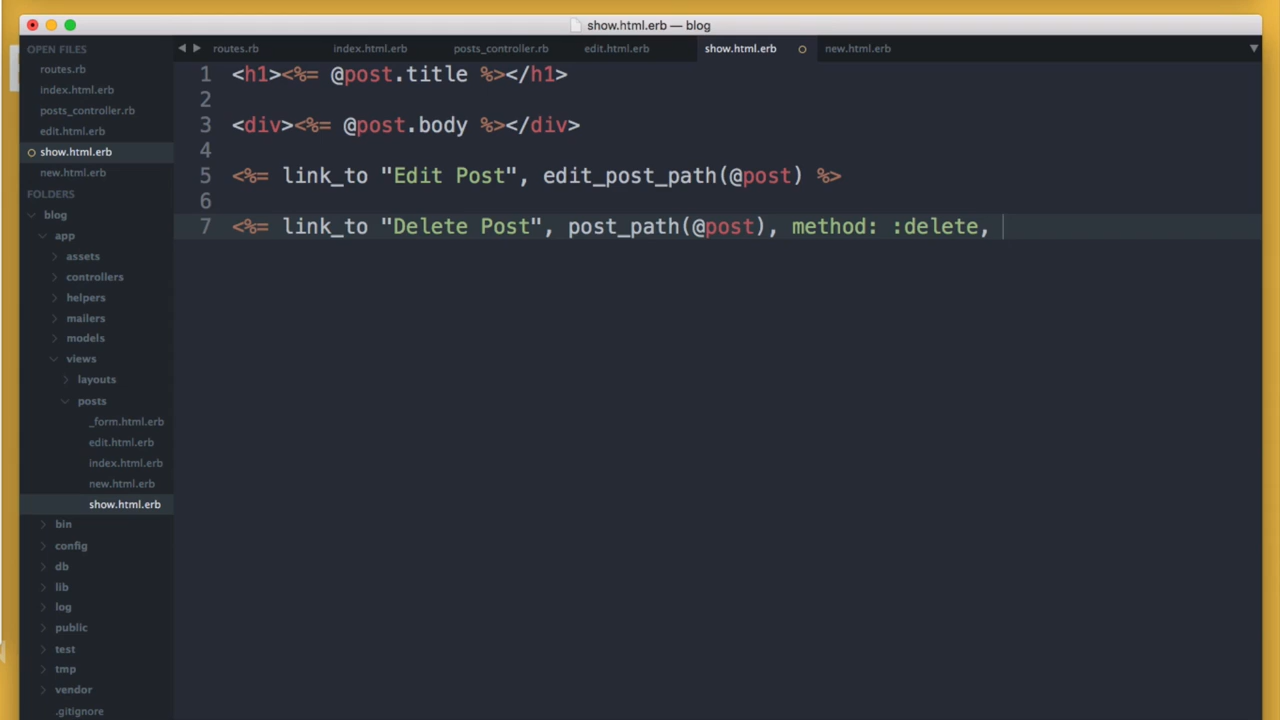 show.html.erb — blog
OPEN FILES
routes.rb
index.html.erb
posts_controller.rb
edit.html.erb
show.html.erb
new.html.erb
FOLDERS
blog
app
assets
controllers
helpers
mailers
models
views
layouts
posts
_form.html.erb
edit.html.erb
index.html.erb
new.html.erb
show.html.erb
bin
config
db
lib
log
public
test
tmp
vendor
.gitignore
routes.rb index.html.erb posts_controller.rb edit.html.erb show.html.erb new.html.erb
1 <h1><%= @post.title %></h1>
2
3 <div><%= @post.body %></div>
4
5 <%= link_to "Edit Post", edit_post_path(@post) %>
6
7 <%= link_to "Delete Post", post_path(@post), method: :delete,